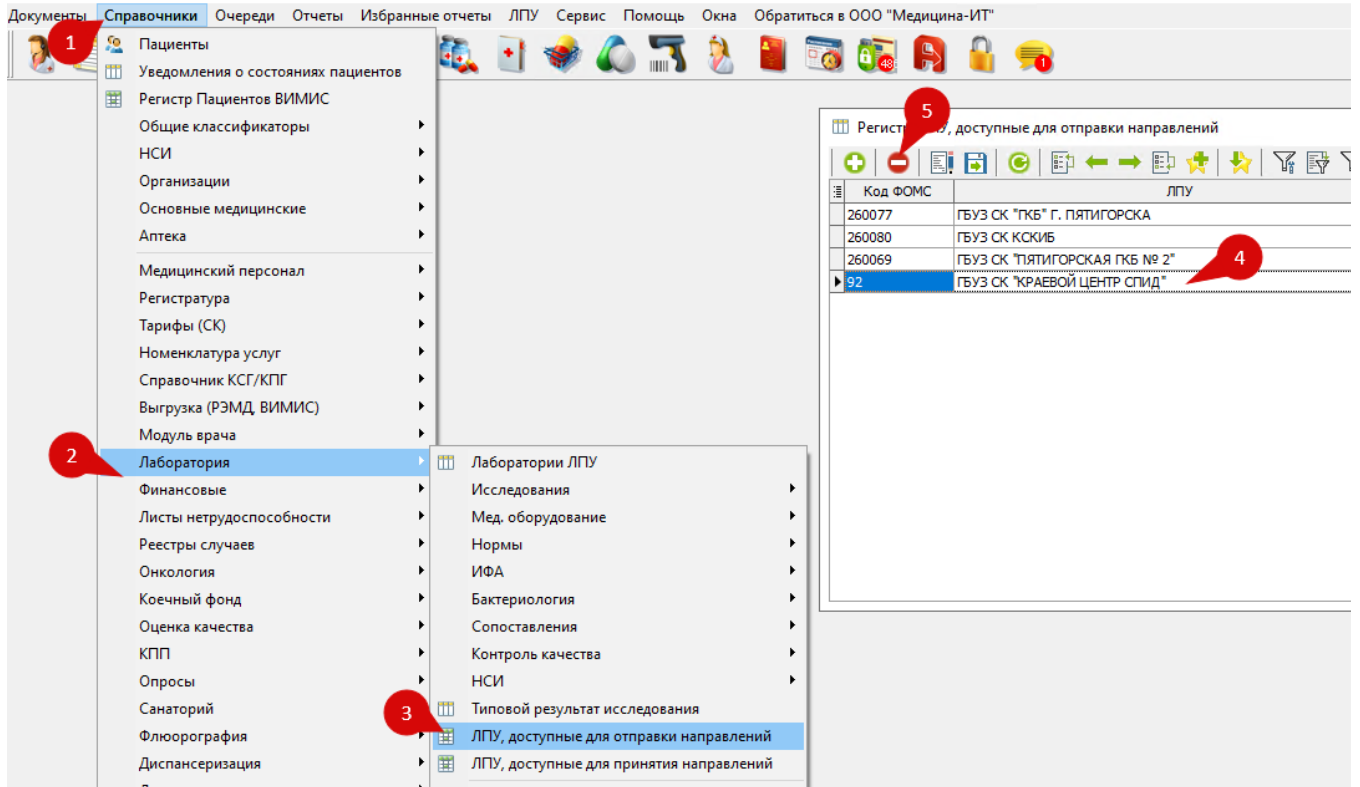 Документы Справочники Очереди Отчеты Избранные отчеты ЛПУ Сервис Помощь Окна Обратиться в ООО "Медицина-ИТ"
1
Пациенты
Уведомления о состояниях пациентов
Регистр Пациентов ВИМИС
Общие классификаторы
НСИ
Организации
Основные медицинские
Аптека
Медицинский персонал
Регистратура
Тарифы (СК)
Номенклатура услуг
Справочник КСГ/КПГ
Выгрузка (РЭМД, ВИМИС)
Модуль врача
2
Лаборатория
Финансовые
Листы нетрудоспособности
Реестры случаев
Онкология
Коечный фонд
Оценка качества
КПП
Опросы
Санаторий
Флюорография
Диспансеризация
Лаборатории ЛПУ
Исследования
Мед. оборудование
Нормы
ИФА
Бактериология
Сопоставления
Контроль качества
НСИ
Типовой результат исследования
3
ЛПУ, доступные для отправки направлений
ЛПУ, доступные для принятия направлений
48
1
5
Регист , доступные для отправки направлений
Код ФОМС ЛПУ
260077 ГБУЗ СК "ГКБ" Г. ПЯТИГОРСКА
260080 ГБУЗ СК КСКИБ
260069 ГБУЗ СК "ПЯТИГОРСКАЯ ГКБ № 2"
4
92 ГБУЗ СК "КРАЕВОЙ ЦЕНТР СПИД"